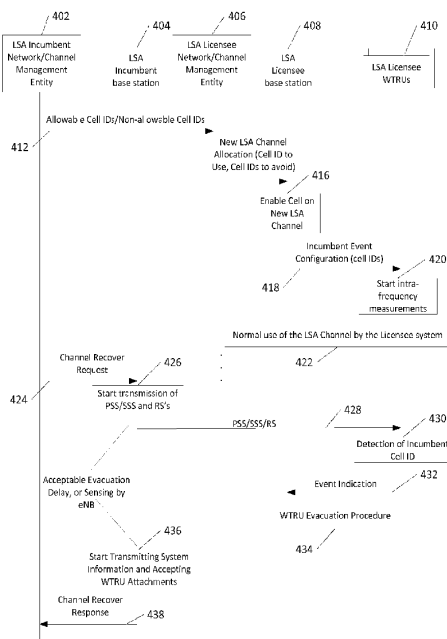 402
404
406
408
410
LSA Incumbent
Network/Channel
Management
Entity
LSA
Incumbent
base station
LSA Licensee
Network/Channel
Management
Entity
LSA
Licensee
base station
LSA Licensee
WTRUs
Allowable Cell IDs/Non-allowable Cell IDs
412
New LSA Channel
Allocation (Cell ID to
Use, Cell IDs to avoid)
416
Enable Cell on
New LSA
Channel
Incumbent Event
Configuration (cell IDs)
418
420
Start intra-
frequency
measurements
Normal use of the LSA Channel by the Licensee system
422
Channel Recover
Request
424
426
Start transmission of
PSS/SSS and RS's
PSS/SSS/RS
428
430
Detection of Incumbent
Cell ID
432
Event Indication
Acceptable Evacuation
Delay, or Sensing by
eNB
WTRU Evacuation Procedure
434
436
Start Transmitting System
Information and Accepting
WTRU Attachments
Channel Recover
Response
438